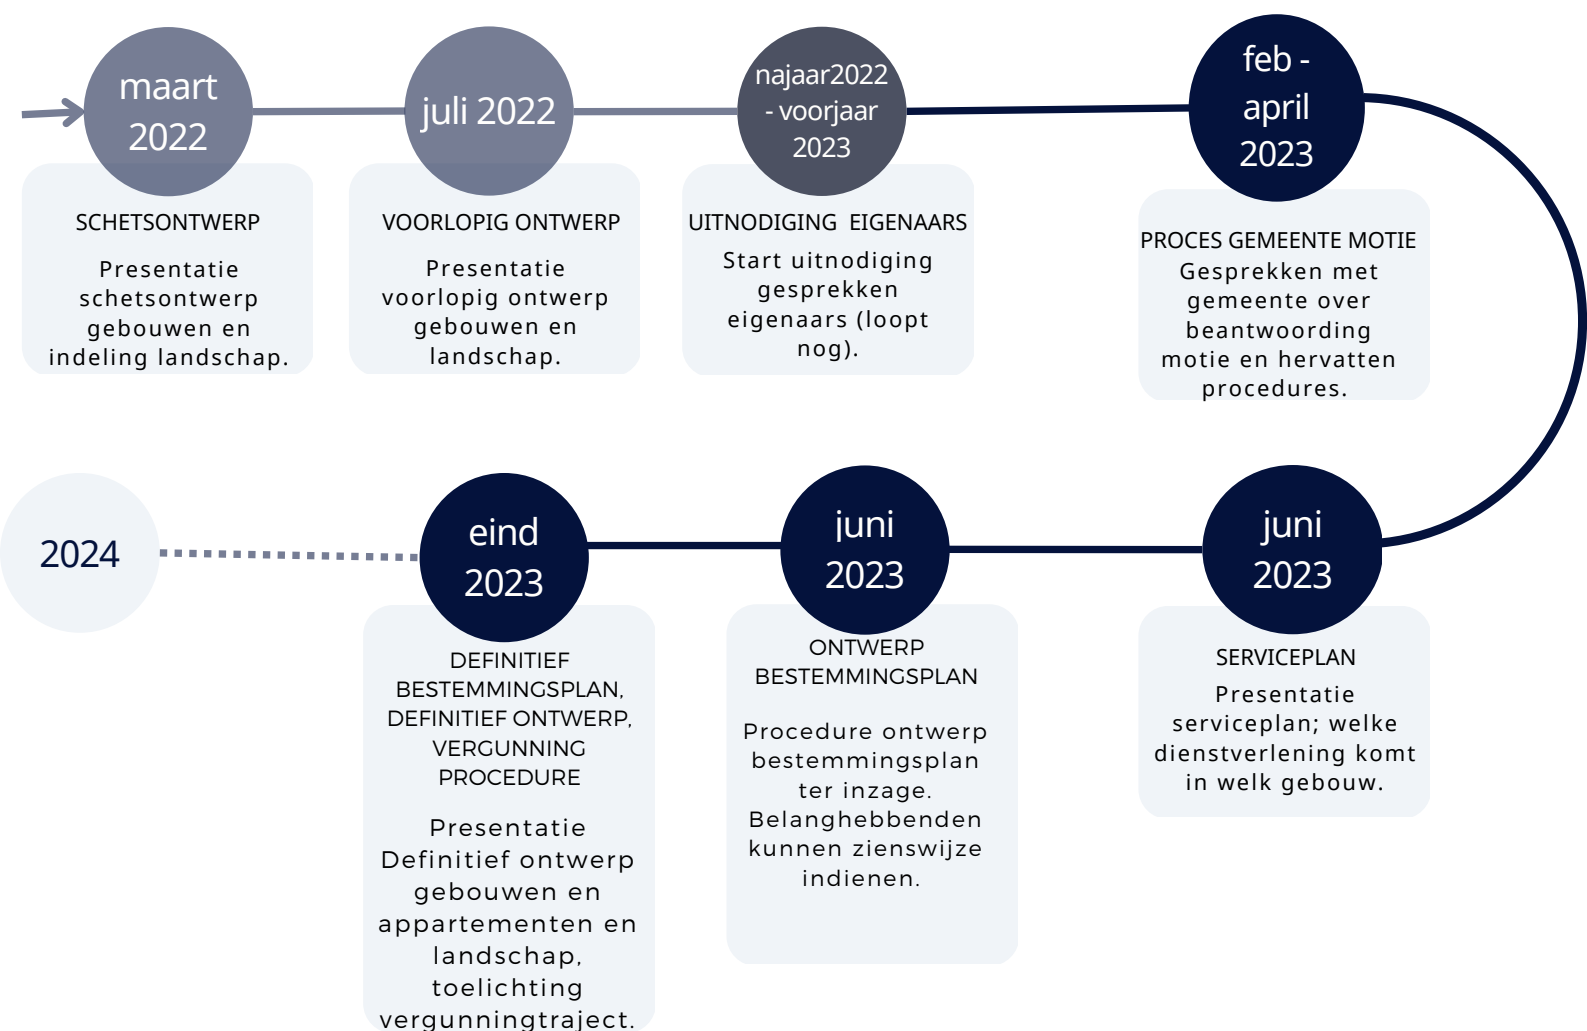 maart
2022
SCHETSONTWERP
Presentatie
schetsontwerp
gebouwen en
indeling landschap.
juli 2022
VOORLOPIG ONTWERP
Presentatie
voorlopig ontwerp
gebouwen en
landschap.
najaar2022
- voorjaar
2023
UITNODIGING EIGENAARS
Start uitnodiging
gesprekken
eigenaars (loopt
nog).
feb -
april
2023
PROCES GEMEENTE MOTIE
Gesprekken met
gemeente over
beantwoording
motie en hervatten
procedures.
juni
2023
SERVICEPLAN
Presentatie
serviceplan; welke
dienstverlening komt
in welk gebouw.
juni
2023
ONTWERP
BESTEMMINGSPLAN
Procedure ontwerp
bestemmingsplan
ter inzage.
Belanghebbenden
kunnen zienswijze
indienen.
eind
2023
DEFINITIEF
BESTEMMINGSPLAN,
DEFINITIEF ONTWERP,
VERGUNNING
PROCEDURE
Presentatie
Definitief ontwerp
gebouwen en
appartementen en
landschap,
toelichting
vergunningtraject.
2024